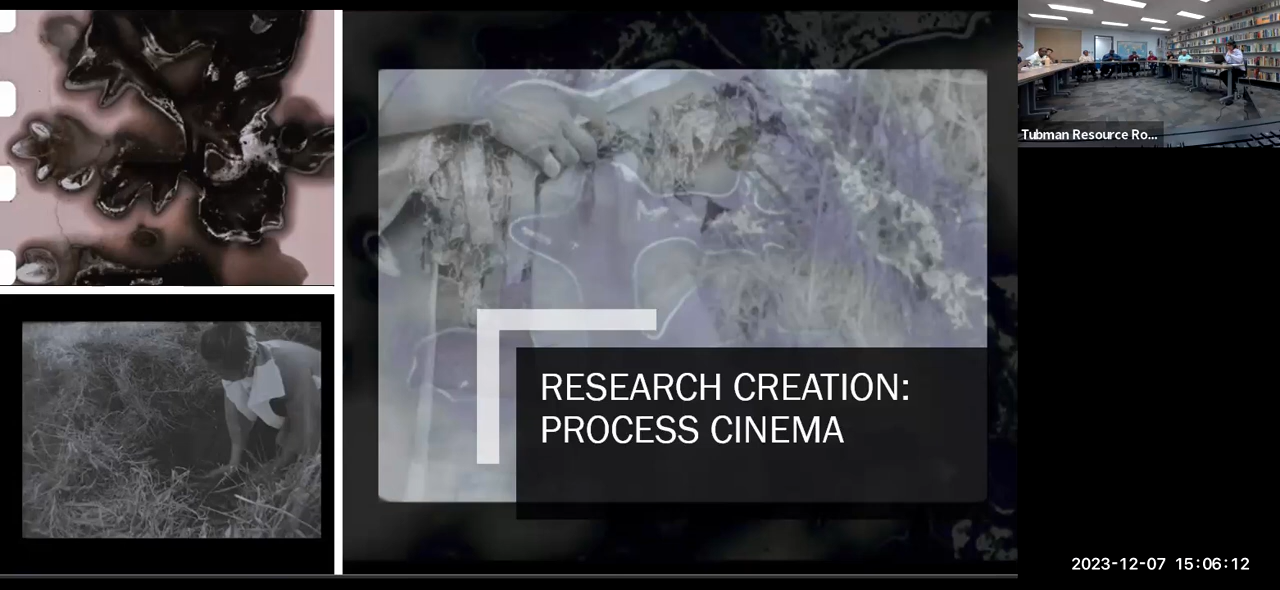 RESEARCH CREATION:
PROCESS CINEMA
Tubman Resource Ro...
2023-12-07 15:06:12